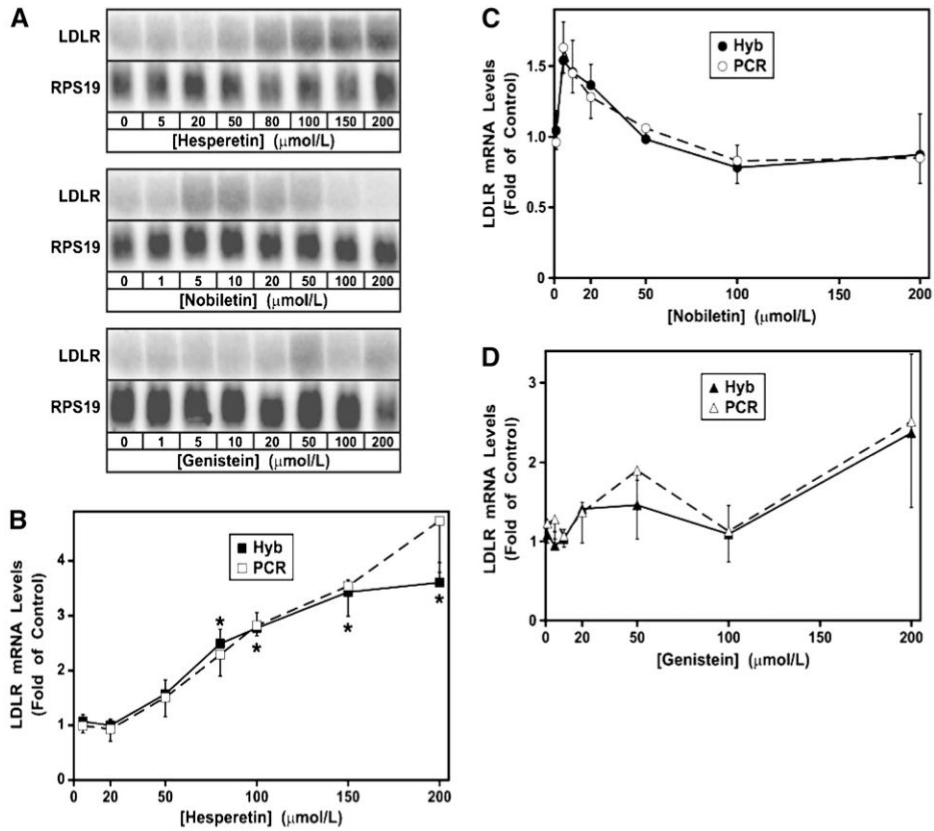 A
LDLR
RPS19
0 5 20 50 80 100 150 200
[Hesperetin] (μmol/L)
LDLR
RPS19
0 1 5 10 20 50 100 200
[Nobiletin] (μmol/L)
LDLR
RPS19
0 1 5 10 20 50 100 200
[Genistein] (μmol/L)
B
LDLR mRNA Levels
(Fold of Control)
4
3
2
1
0
Hyb
PCR
*
*
*
*
0 20 50 100 150 200
[Hesperetin] (μmol/L)
C
LDLR mRNA Levels
(Fold of Control)
1.5
1.0
0.5
0
Hyb
PCR
0 20 50 100 150 200
[Nobiletin] (μmol/L)
D
LDLR mRNA Levels
(Fold of Control)
3
2
1
0
Hyb
PCR
0 20 50 100 150 200
[Genistein] (μmol/L)